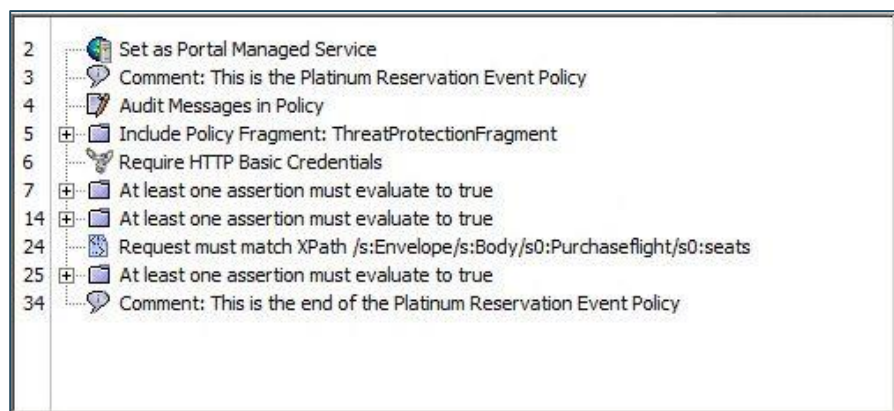 2 Set as Portal Managed Service
3 Comment: This is the Platinum Reservation Event Policy
4 Audit Messages in Policy
5 Include Policy Fragment: ThreatProtectionFragment
6 Require HTTP Basic Credentials
7 At least one assertion must evaluate to true
14 At least one assertion must evaluate to true
24 Request must match XPath /s:Envelope/s:Body/s0:Purchaseflight/s0:seats
25 At least one assertion must evaluate to true
34 Comment: This is the end of the Platinum Reservation Event Policy